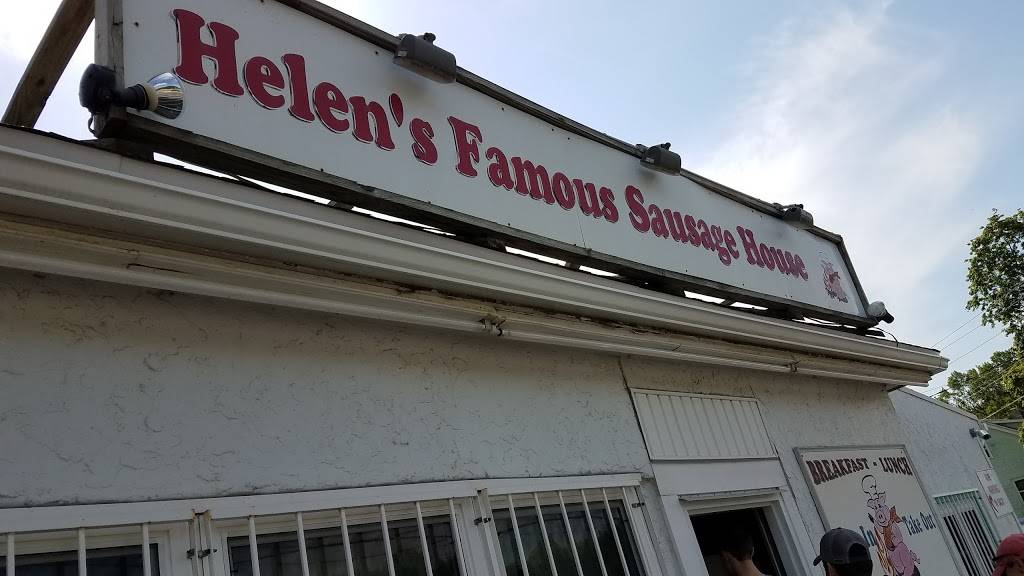 Helen's Famous Sausage House
BREAKFAST - LUNCH
Take Out